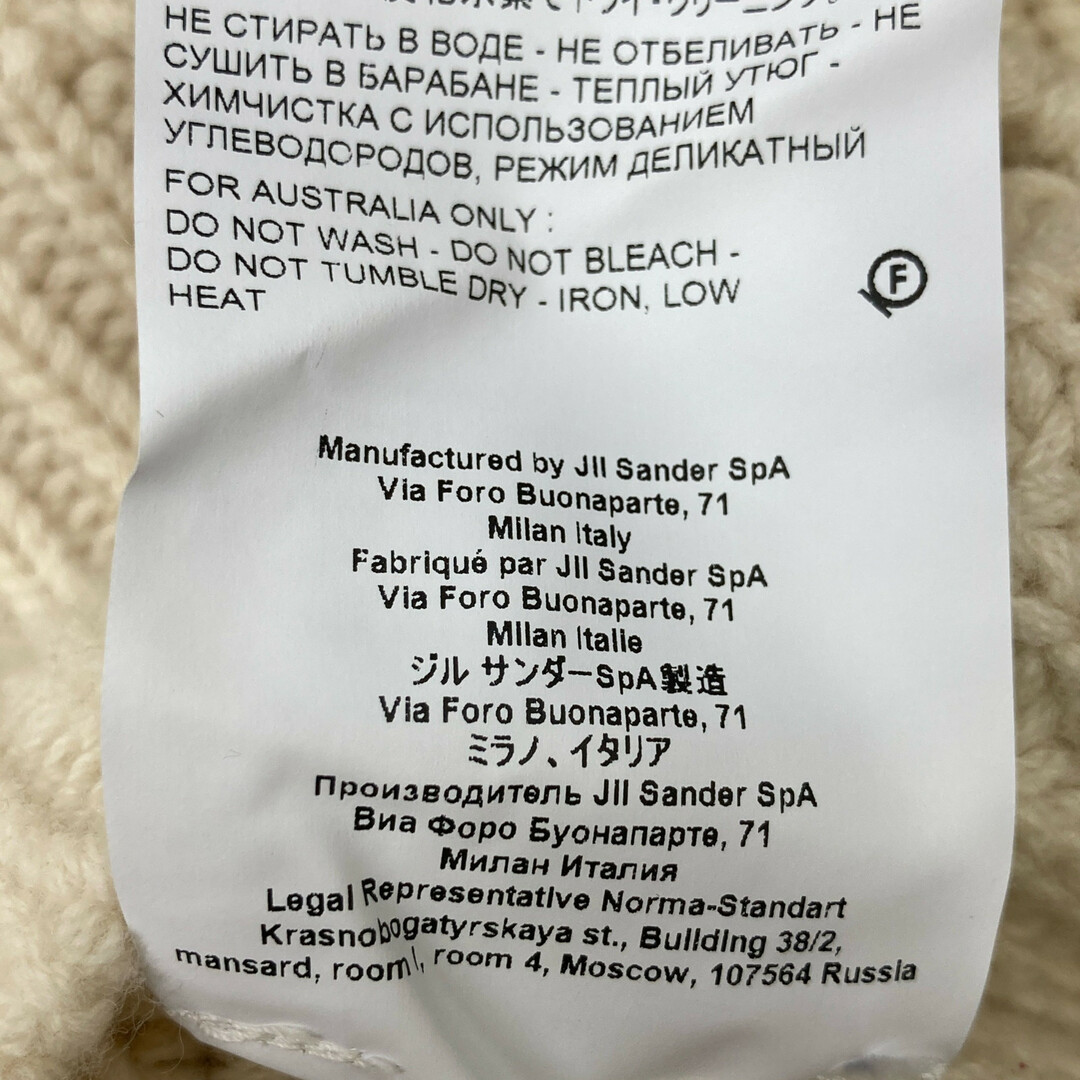 НЕ СТИРАТЬ В ВОДЕ - НЕ ОТБЕЛИВАТЬ - НЕ
СУШИТЬ В БАРАБАНЕ - ТЕПЛЫЙ УТЮГ -
ХИМЧИСТКА С ИСПОЛЬЗОВАНИЕМ
УГЛЕВОДОРОДОВ, РЕЖИМ ДЕЛИКАТНЫЙ
FOR AUSTRALIA ONLY :
DO NOT WASH - DO NOT BLEACH -
DO NOT TUMBLE DRY - IRON, LOW
HEAT
F
Manufactured by Jil Sander SpA
Via Foro Buonaparte, 71
Milan Italy
Fabriqué par Jil Sander SpA
Via Foro Buonaparte, 71
Milan Italie
ジル サンダーSpA製造
Via Foro Buonaparte, 71
ミラノ、イタリア
Производитель Jil Sander SpA
Виа Форо Буонапарте, 71
Милан Италия
Legal Representative Norma-Standart
Krasnobogatyrskaya st., Building 38/2,
mansard, room I, room 4, Moscow, 107564 Russia